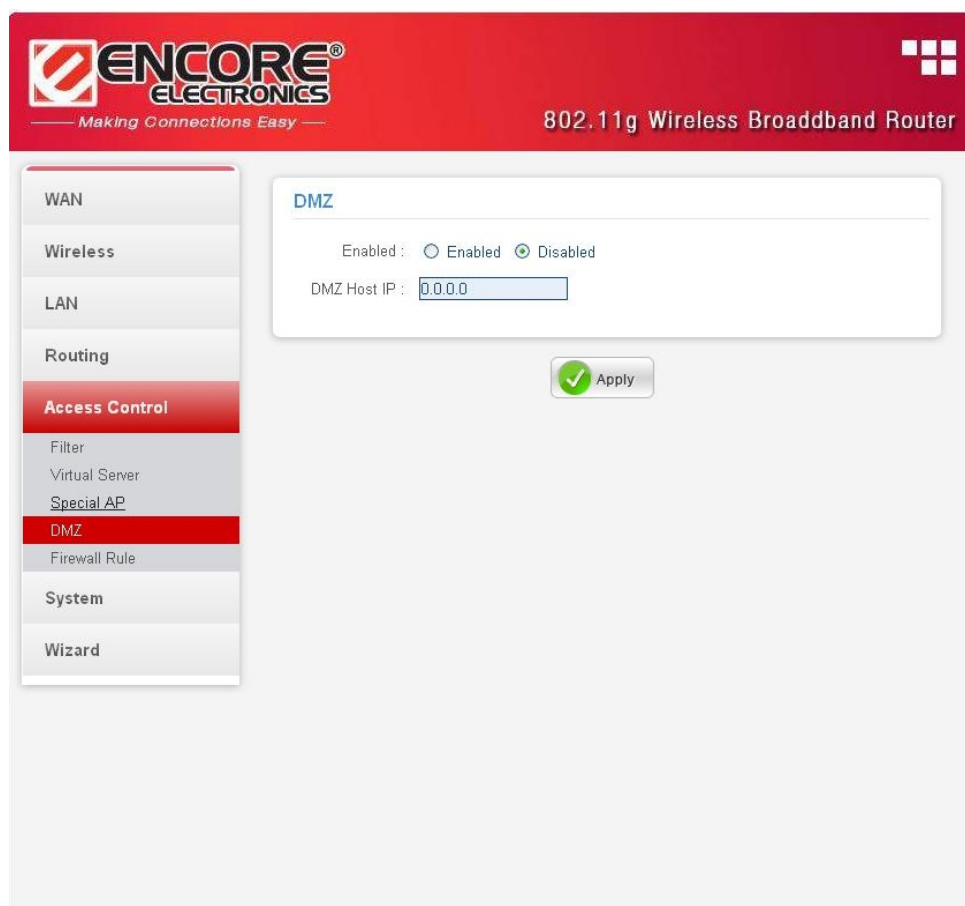 ENCORE®
ELECTRONICS
Making Connections Easy
802.11g Wireless Broaddband Router
WAN
Wireless
LAN
Routing
Access Control
Filter
Virtual Server
Special AP
DMZ
Firewall Rule
System
Wizard
DMZ
Enabled : Enabled Disabled
DMZ Host IP : 0.0.0.0
Apply